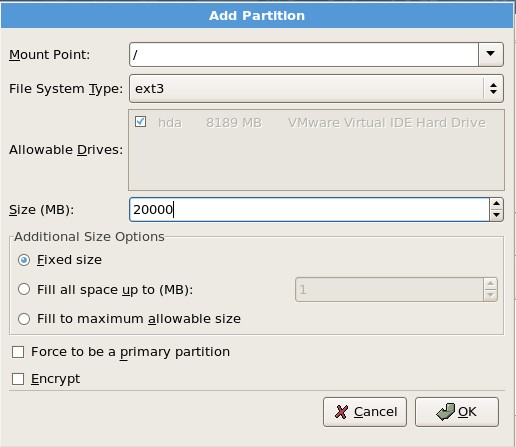 Add Partition
Mount Point: /
File System Type: ext3
Allowable Drives: hda 8189 MB VMware Virtual IDE Hard Drive
Size (MB): 20000
Additional Size Options
Fixed size
Fill all space up to (MB): 1
Fill to maximum allowable size
Force to be a primary partition
Encrypt
Cancel OK